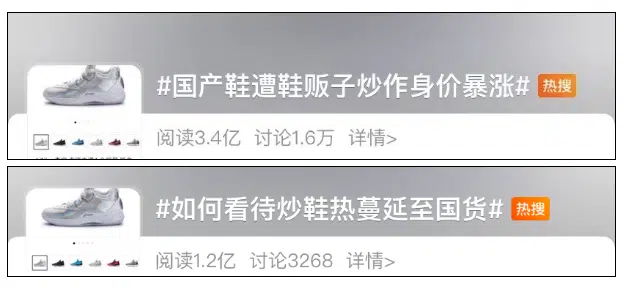 #国产鞋遭鞋贩子炒作身价暴涨# 热搜
阅读3.4亿 讨论1.6万 详情>
#如何看待炒鞋热蔓延至国货# 热搜
阅读1.2亿 讨论3268 详情>